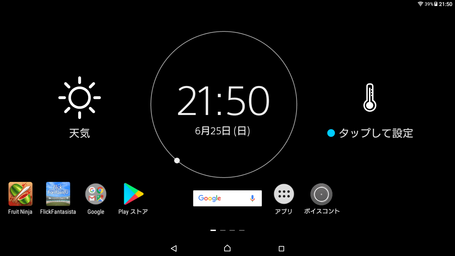 39% 21:50
21:50
6月25日(日)
天気
タップして設定
Fruit Ninja
FlickFantasista
Google
Play ストア
Google
アプリ
ボイスコント